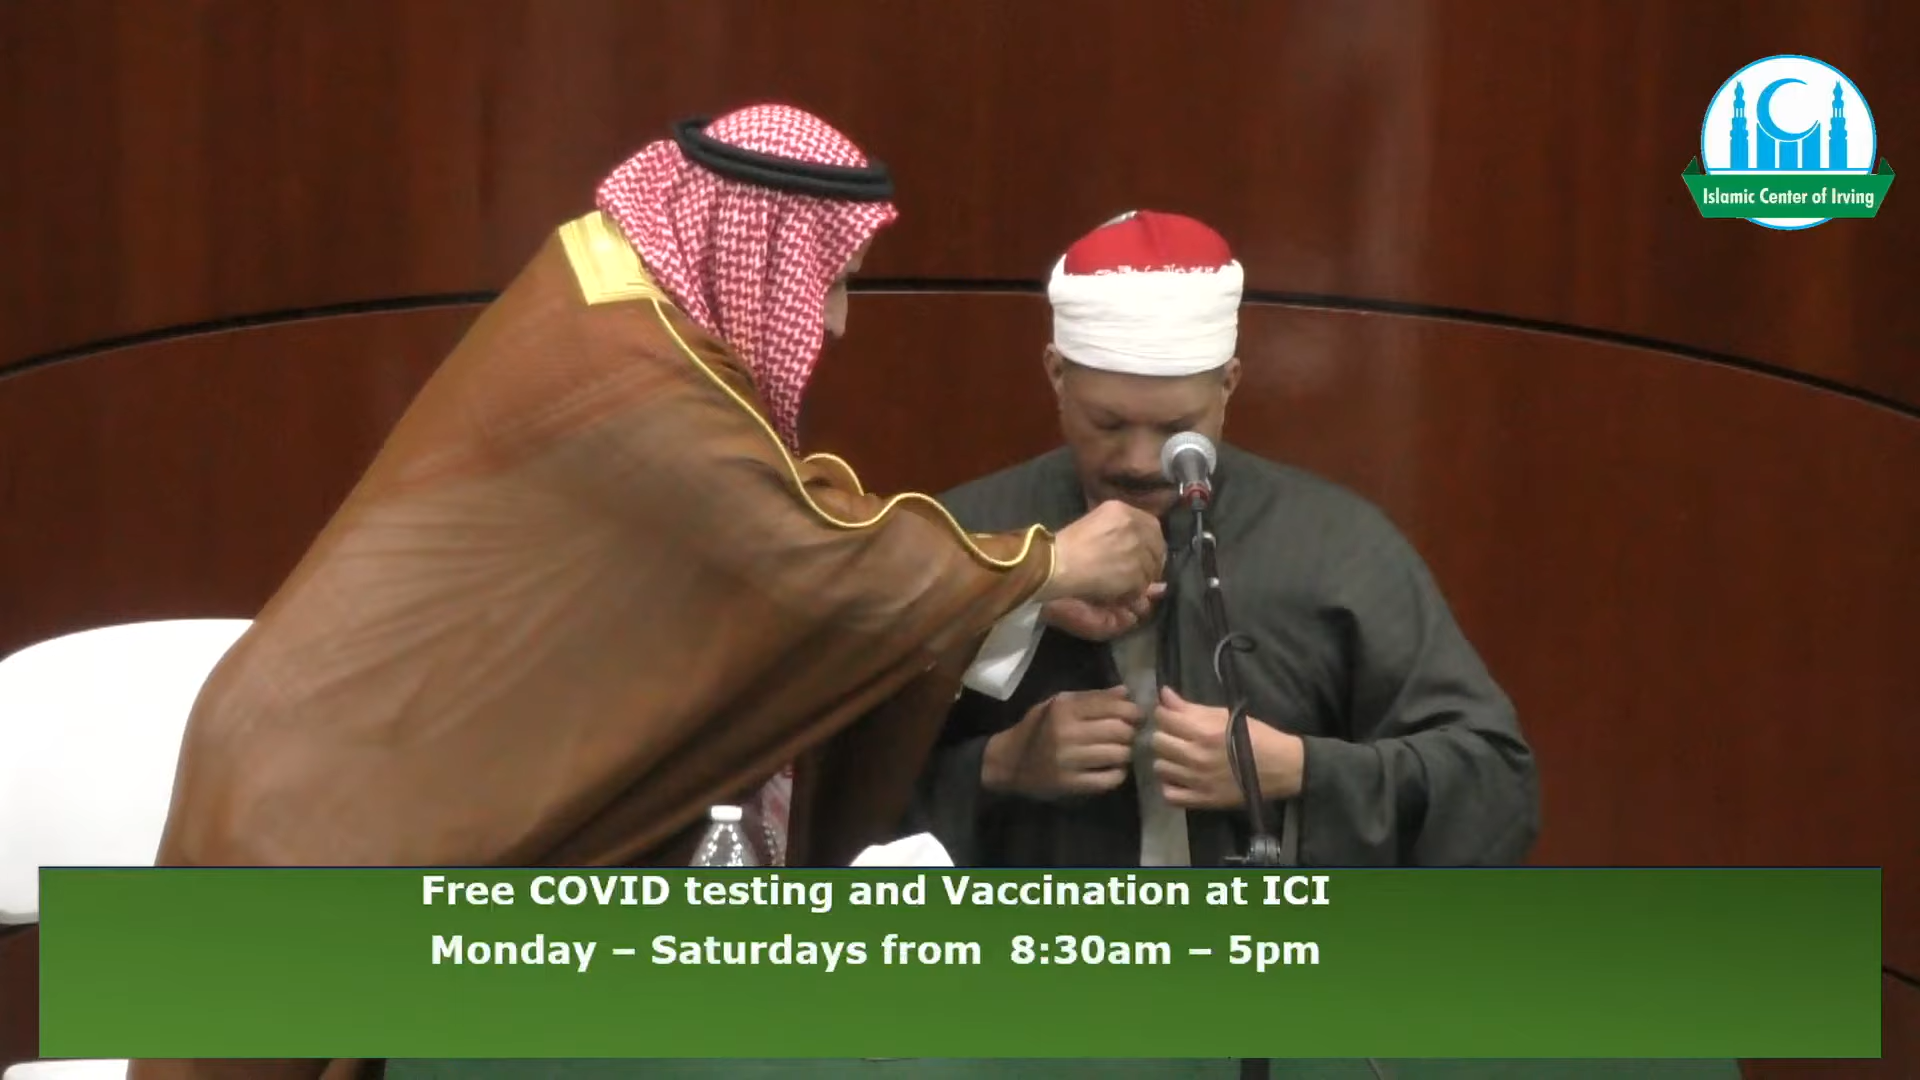 Islamic Center of Irving
Free COVID testing and Vaccination at ICI
Monday – Saturdays from 8:30am – 5pm